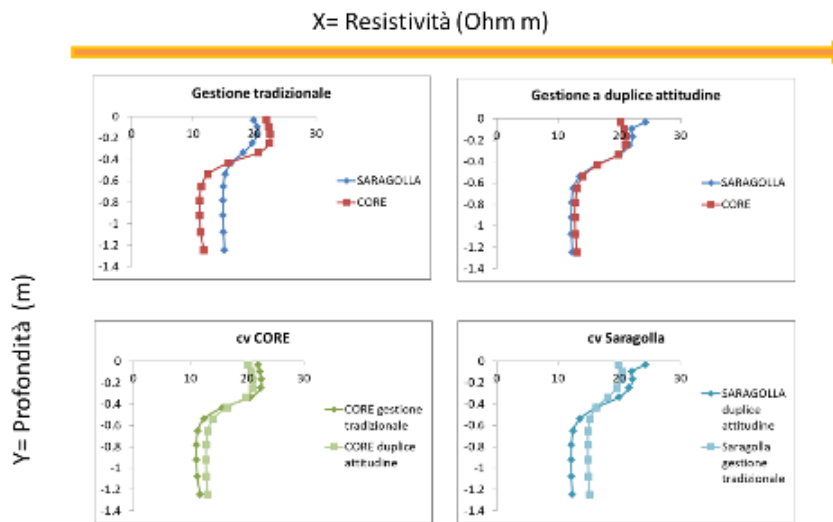 X= Resistività (Ohm m)
Gestione tradizionale
0 10 20 30
0
-0.2
-0.4
-0.6
-0.8
-1
-1.2
-1.4
SARAGOLLA
CORE
Gestione a duplice attitudine
0 10 20 30
0
-0.2
-0.4
-0.6
-0.8
-1
-1.2
-1.4
SARAGOLLA
CORE
Y= Profondità (m)
cv CORE
0 10 20 30
0
-0.2
-0.4
-0.6
-0.8
-1
-1.2
-1.4
CORE gestione
tradizionale
CORE duplice
attitudine
cv Saragolla
0 10 20 30
0
-0.2
-0.4
-0.6
-0.8
-1
-1.2
-1.4
SARAGOLLA
duplice
attitudine
Saragolla
gestione
tradizionale